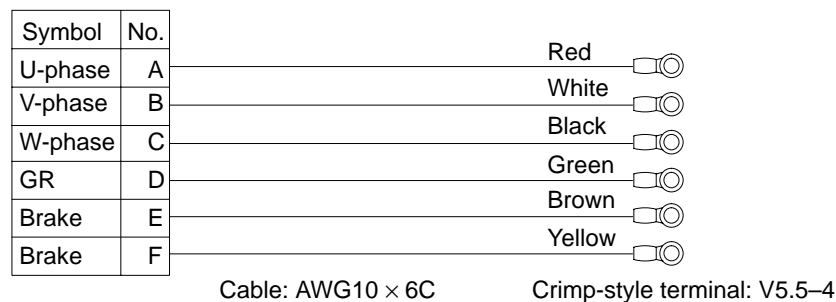 Symbol No.
U-phase A Red
V-phase B White
W-phase C Black
GR D Green
Brake E Brown
Brake F Yellow
Cable: AWG10 × 6C Crimp-style terminal: V5.5–4